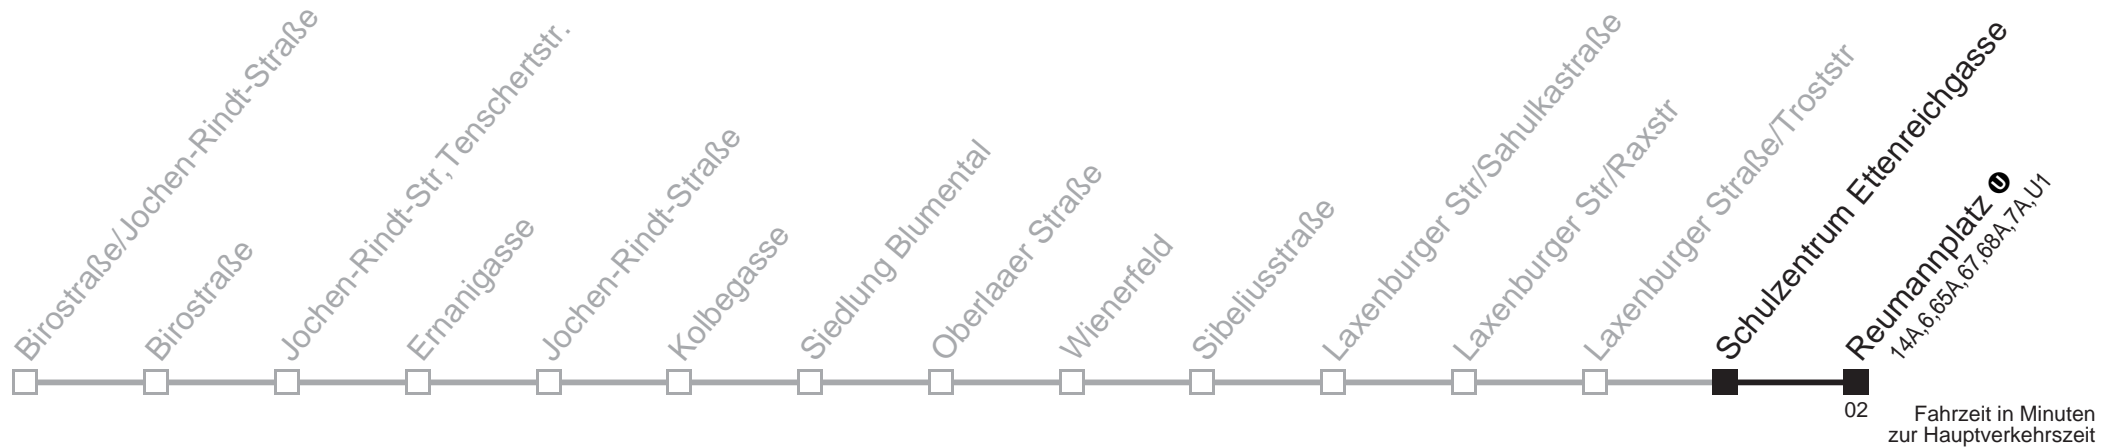 Birostraße/Jochen-Rindt-Straße
Birostraße
Jochen-Rindt-Str,Tenschertstr.
Ernanigasse
Jochen-Rindt-Straße
Kolbegasse
Siedlung Blumental
Oberlaaer Straße
Wienerfeld
Sibeliusstraße
Laxenburger Str/Sahulkastraße
Laxenburger Str/Raxstr
Laxenburger Straße/Troststr
Schulzentrum Ettenreichgasse
Reumannplatz U
14A,6,65A,67,68A,7A,U1
02
Fahrzeit in Minuten
zur Hauptverkehrszeit